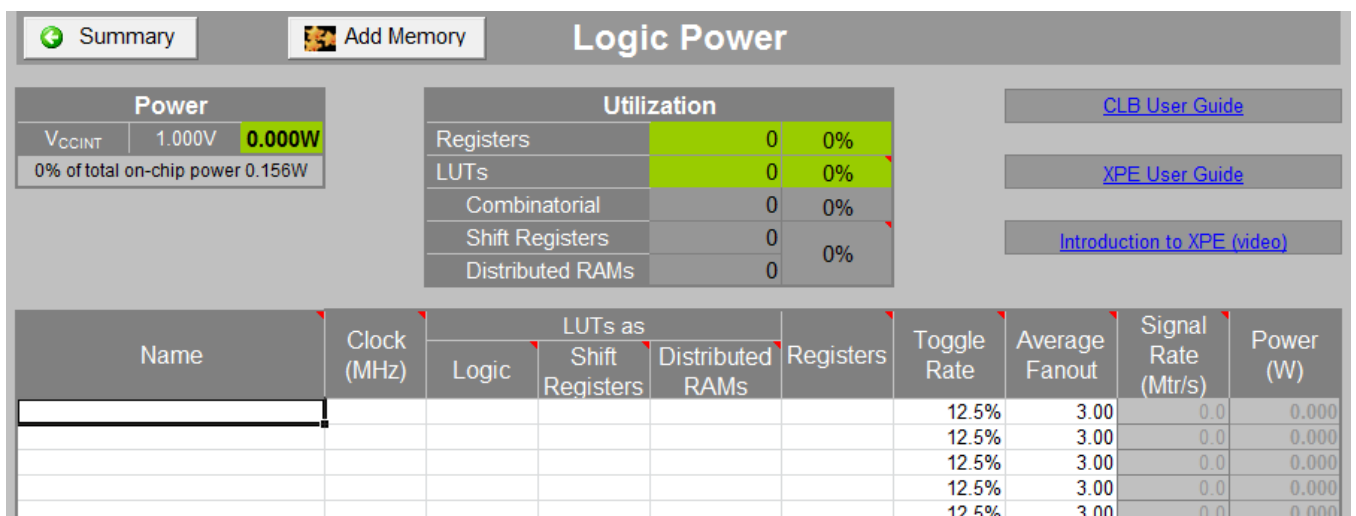 Summary
Add Memory
Logic Power
Power
VCCINT 1.000V 0.000W
0% of total on-chip power 0.156W
Utilization
Registers 0 0%
LUTs 0 0%
Combinatorial 0 0%
Shift Registers 0
0%
Distributed RAMs 0
CLB User Guide
XPE User Guide
Introduction to XPE (video)
Name
Clock
(MHz)
LUTs as
Logic
Shift
Registers
Distributed
RAMs
Registers
Toggle
Rate
Average
Fanout
Signal
Rate
(Mtr/s)
Power
(W)
12.5% 3.00 0.0 0.000
12.5% 3.00 0.0 0.000
12.5% 3.00 0.0 0.000
12.5% 3.00 0.0 0.000
12.5% 3.00 0.0 0.000